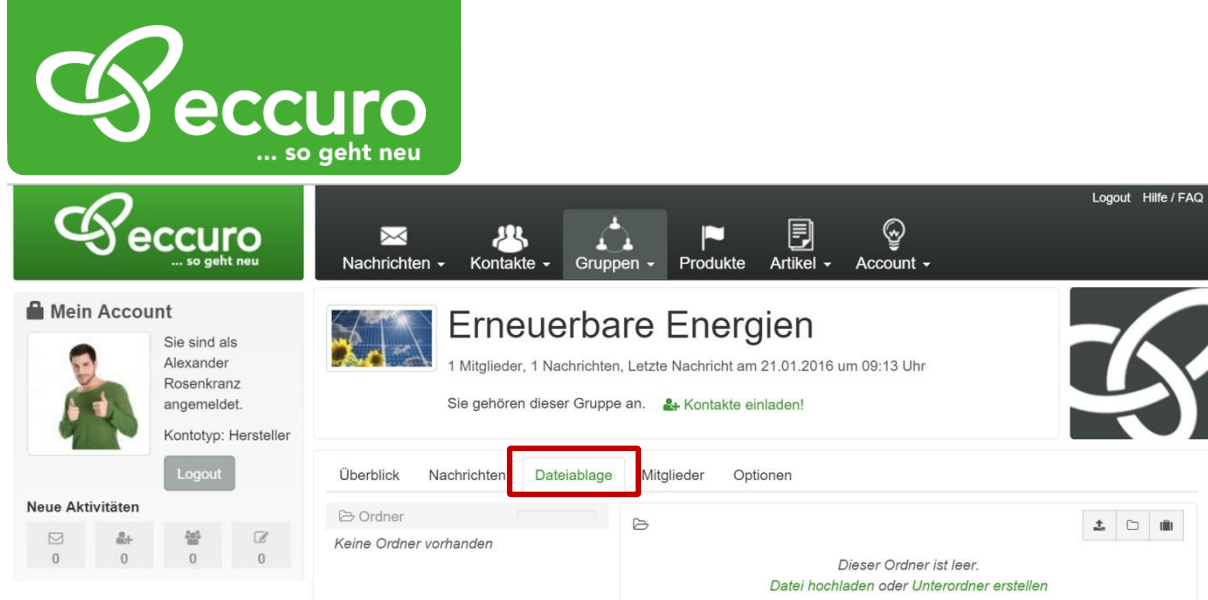 eccuro
... so geht neu
eccuro
... so geht neu
Logout Hilfe / FAQ
Nachrichten Kontakte Gruppen Produkte Artikel Account
Mein Account
Sie sind als
Alexander
Rosenkranz
angemeldet.
Kontotyp: Hersteller
Logout
Neue Aktivitäten
0 0 0 0
Erneuerbare Energien
1 Mitglieder, 1 Nachrichten, Letzte Nachricht am 21.01.2016 um 09:13 Uhr
Sie gehören dieser Gruppe an. Kontakte einladen!
Überblick Nachrichten Dateiablage Mitglieder Optionen
Ordner
Keine Ordner vorhanden
Dieser Ordner ist leer.
Datei hochladen oder Unterordner erstellen